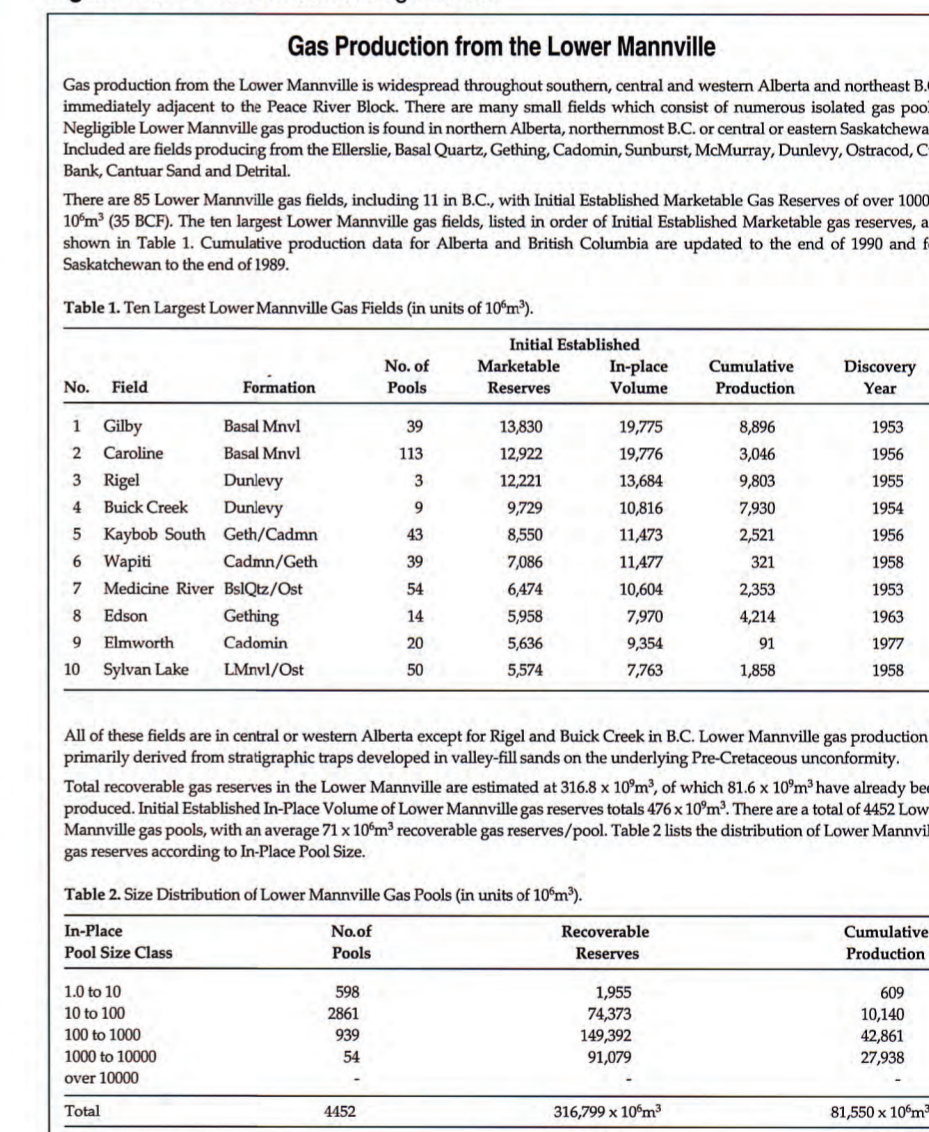 Gas Production from the Lower Mannville
Gas production from the Lower Mannville is widespread throughout southern, central and western Alberta and northeast B.C
immediately adjacent to the Peace River Block. There are many small fields which consist of numerous isolated gas pool
Negligible Lower Mannville gas production is found in northern Alberta, northernmost B.C. or central or eastern Saskatchewa
Included are fields producing from the Ellerslie, Basal Quartz, Gething, Cadomin, Sunburst, McMurray, Dunlevy, Ostracod, C
Bank, Cantuar Sand and Detrital.
There are 85 Lower Mannville gas fields, including 11 in B.C., with Initial Established Marketable Gas Reserves of over 1000
10⁶m³ (35 BCF). The ten largest Lower Mannville gas fields, listed in order of Initial Established Marketable gas reserves, a
shown in Table 1. Cumulative production data for Alberta and British Columbia are updated to the end of 1990 and f
Saskatchewan to the end of 1989.
Table 1. Ten Largest Lower Mannville Gas Fields (in units of 10⁶m³).
Initial Established
No. of Marketable In-place Cumulative Discovery
No. Field Formation Pools Reserves Volume Production Year
1 Gilby Basal Mnvl 39 13,830 19,775 8,896 1953
2 Caroline Basal Mnvl 113 12,922 19,776 3,046 1956
3 Rigel Dunlevy 3 12,221 13,684 9,803 1955
4 Buick Creek Dunlevy 9 9,729 10,816 7,930 1954
5 Kaybob South Geth/Cadmn 43 8,550 11,473 2,521 1956
6 Wapiti Cadmn/Geth 39 7,086 11,477 321 1958
7 Medicine River BslQtz/Ost 54 6,474 10,604 2,353 1953
8 Edson Gething 14 5,958 7,970 4,214 1963
9 Elmworth Cadomin 20 5,636 9,354 91 1977
10 Sylvan Lake LMnvl/Ost 50 5,574 7,763 1,858 1958
All of these fields are in central or western Alberta except for Rigel and Buick Creek in B.C. Lower Mannville gas production
primarily derived from stratigraphic traps developed in valley-fill sands on the underlying Pre-Cretaceous unconformity.
Total recoverable gas reserves in the Lower Mannville are estimated at 316.8 x 10⁹m³, of which 81.6 x 10⁹m³ have already bee
produced. Initial Established In-Place Volume of Lower Mannville gas reserves totals 476 x 10⁹m³. There are a total of 4452 Low
Mannville gas pools, with an average 71 x 10⁶m³ recoverable gas reserves/pool. Table 2 lists the distribution of Lower Mannvil
gas reserves according to In-Place Pool Size.
Table 2. Size Distribution of Lower Mannville Gas Pools (in units of 10⁶m³).
In-Place No.of Recoverable Cumulative
Pool Size Class Pools Reserves Production
1.0 to 10 598 1,955 609
10 to 100 2861 74,373 10,140
100 to 1000 939 149,392 42,861
1000 to 10000 54 91,079 27,938
over 10000 - - -
Total 4452 316,799 x 10⁶m³ 81,550 x 10⁶m³